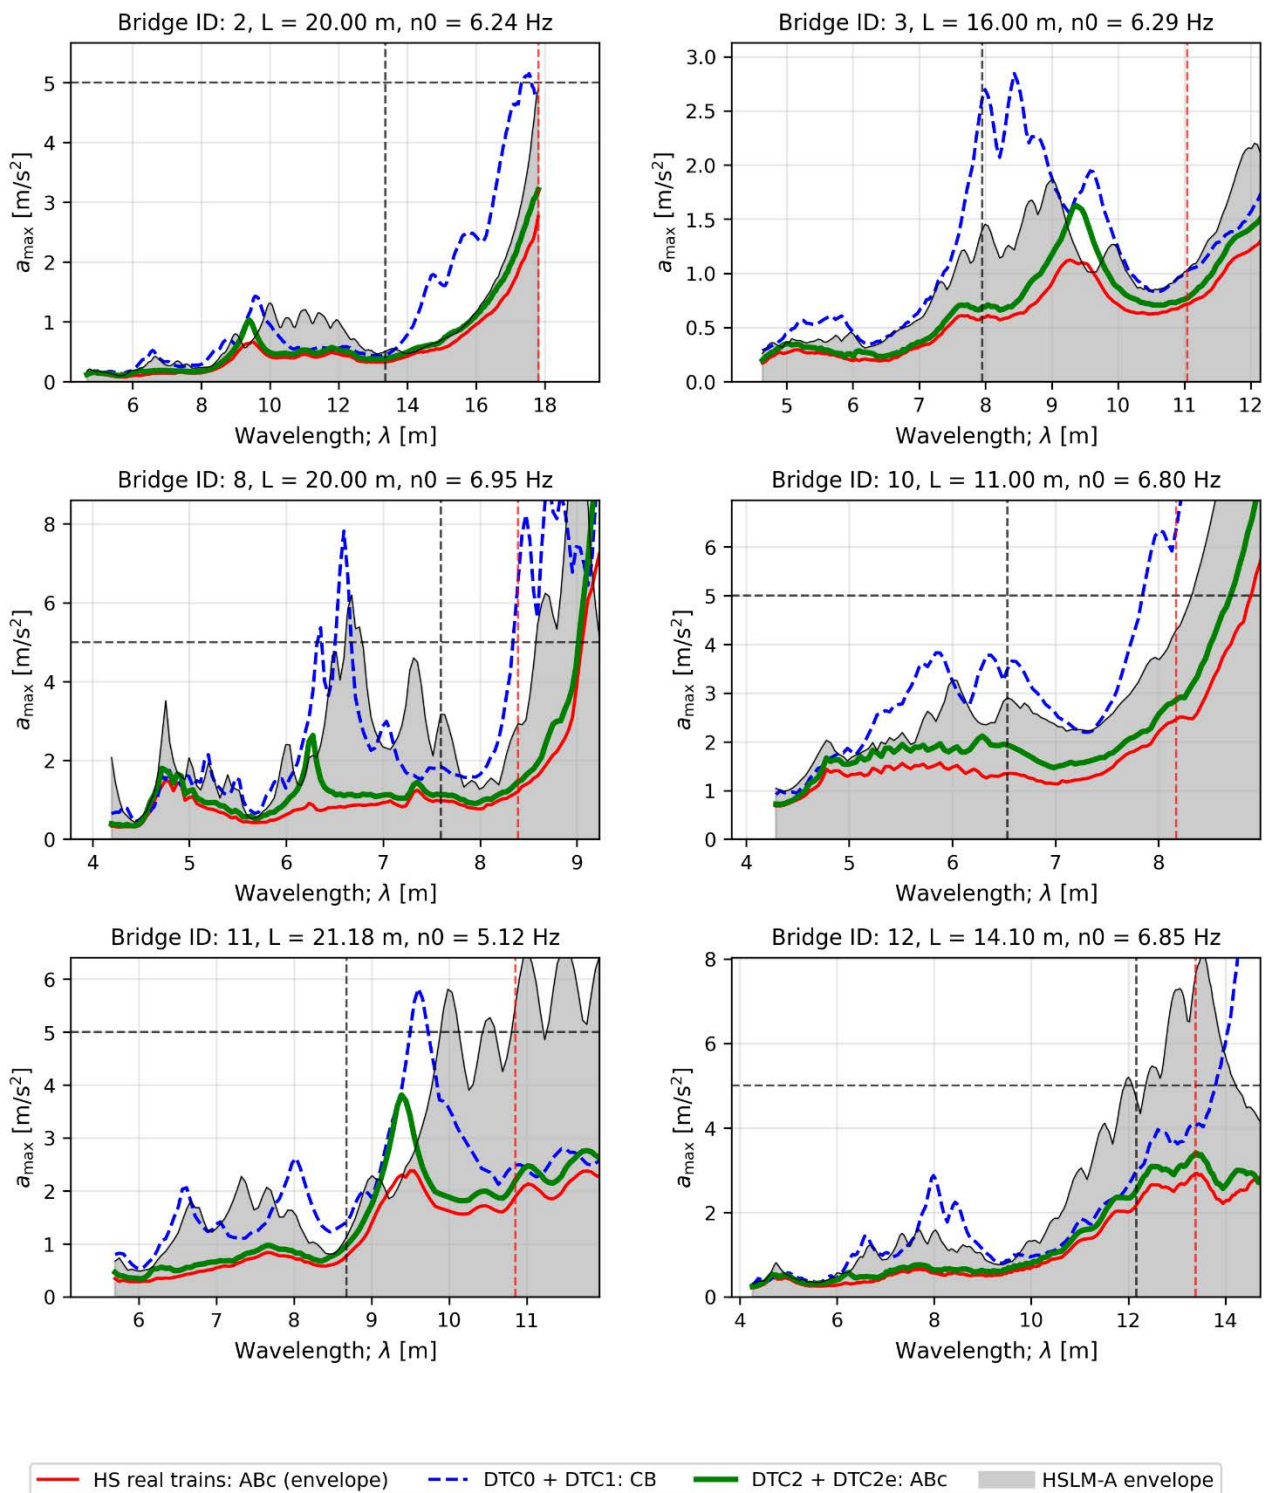 Bridge ID: 2, L = 20.00 m, n0 = 6.24 Hz
5
4
3
2
1
0
a_max [m/s²]
6 8 10 12 14 16 18
Wavelength; λ [m]
Bridge ID: 3, L = 16.00 m, n0 = 6.29 Hz
3.0
2.5
2.0
1.5
1.0
0.5
0.0
a_max [m/s²]
5 6 7 8 9 10 11 12
Wavelength; λ [m]
Bridge ID: 8, L = 20.00 m, n0 = 6.95 Hz
8
6
4
2
0
a_max [m/s²]
4 5 6 7 8 9
Wavelength; λ [m]
Bridge ID: 10, L = 11.00 m, n0 = 6.80 Hz
6
5
4
3
2
1
0
a_max [m/s²]
4 5 6 7 8
Wavelength; λ [m]
Bridge ID: 11, L = 21.18 m, n0 = 5.12 Hz
6
5
4
3
2
1
0
a_max [m/s²]
6 7 8 9 10 11
Wavelength; λ [m]
Bridge ID: 12, L = 14.10 m, n0 = 6.85 Hz
8
6
4
2
0
a_max [m/s²]
4 6 8 10 12 14
Wavelength; λ [m]
HS real trains: ABc (envelope) DTC0 + DTC1: CB DTC2 + DTC2e: ABc HSLM-A envelope